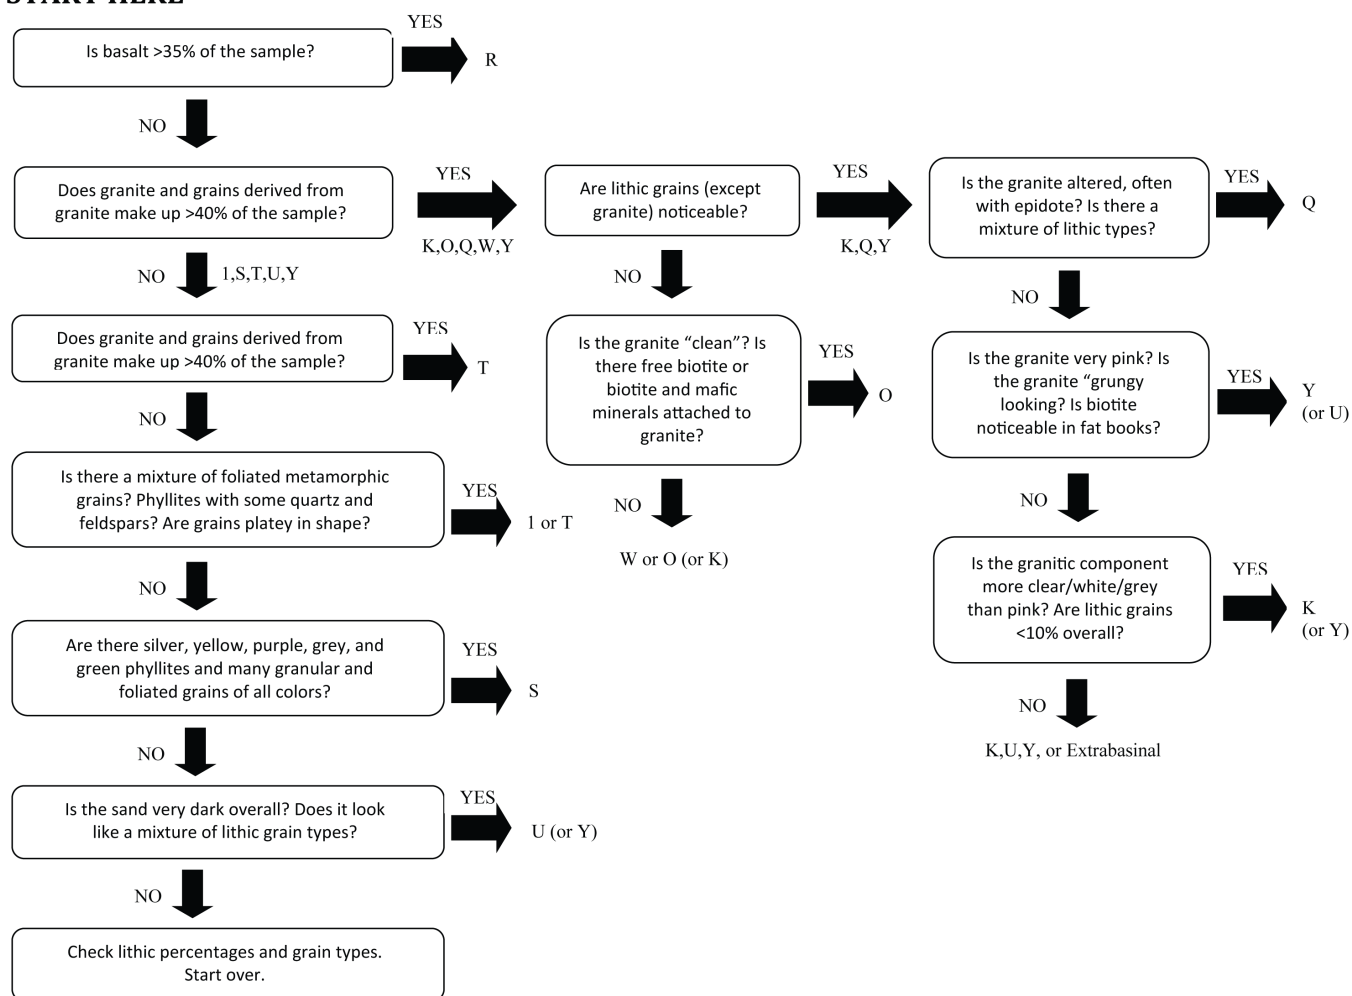 START HERE
YES
Is basalt >35% of the sample?
R
NO
Does granite and grains derived from
granite make up >40% of the sample?
YES
K,O,Q,W,Y
Are lithic grains (except
granite) noticeable?
YES
K,Q,Y
Is the granite altered, often
with epidote? Is there a
mixture of lithic types?
YES
Q
NO
1,S,T,U,Y
NO
NO
Does granite and grains derived from
granite make up >40% of the sample?
YES
T
Is the granite “clean”? Is
there free biotite or
biotite and mafic
minerals attached to
granite?
YES
O
Is the granite very pink? Is
the granite “grungy
looking? Is biotite
noticeable in fat books?
YES
Y
(or U)
NO
Is there a mixture of foliated metamorphic
grains? Phyllites with some quartz and
feldspars? Are grains platey in shape?
YES
1 or T
NO
W or O (or K)
NO
Is the granitic component
more clear/white/grey
than pink? Are lithic grains
<10% overall?
YES
K
(or Y)
NO
Are there silver, yellow, purple, grey, and
green phyllites and many granular and
foliated grains of all colors?
YES
S
NO
K,U,Y, or Extrabasinal
NO
Is the sand very dark overall? Does it look
like a mixture of lithic grain types?
YES
U (or Y)
NO
Check lithic percentages and grain types.
Start over.